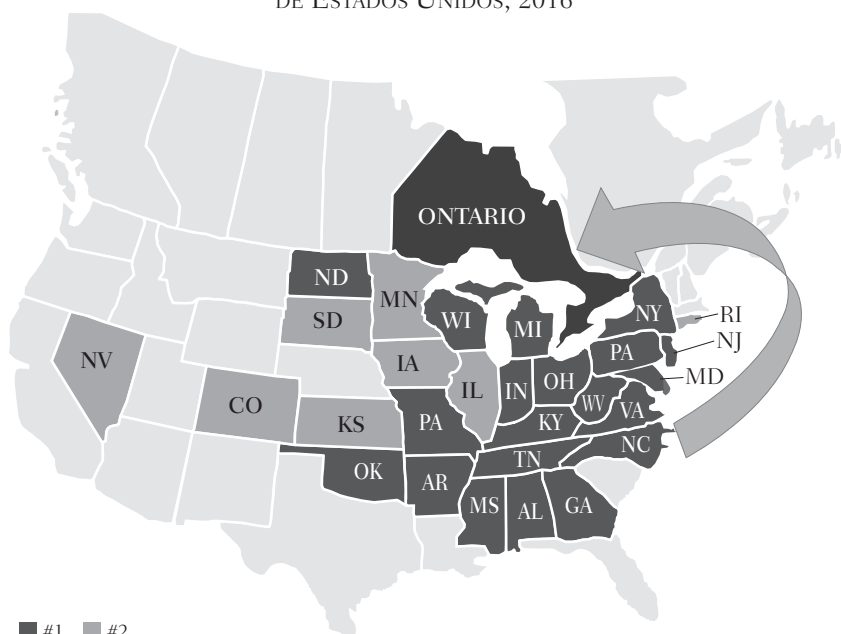 DE ESTADOS UNIDOS, 2016
ONTARIO
ND
MN
SD
WI
MI
NY
RI
NJ
PA
MD
NV
IA
IL
IN
OH
WV
VA
CO
KS
PA
KY
NC
TN
OK
AR
MS
AL
GA
#1 #2